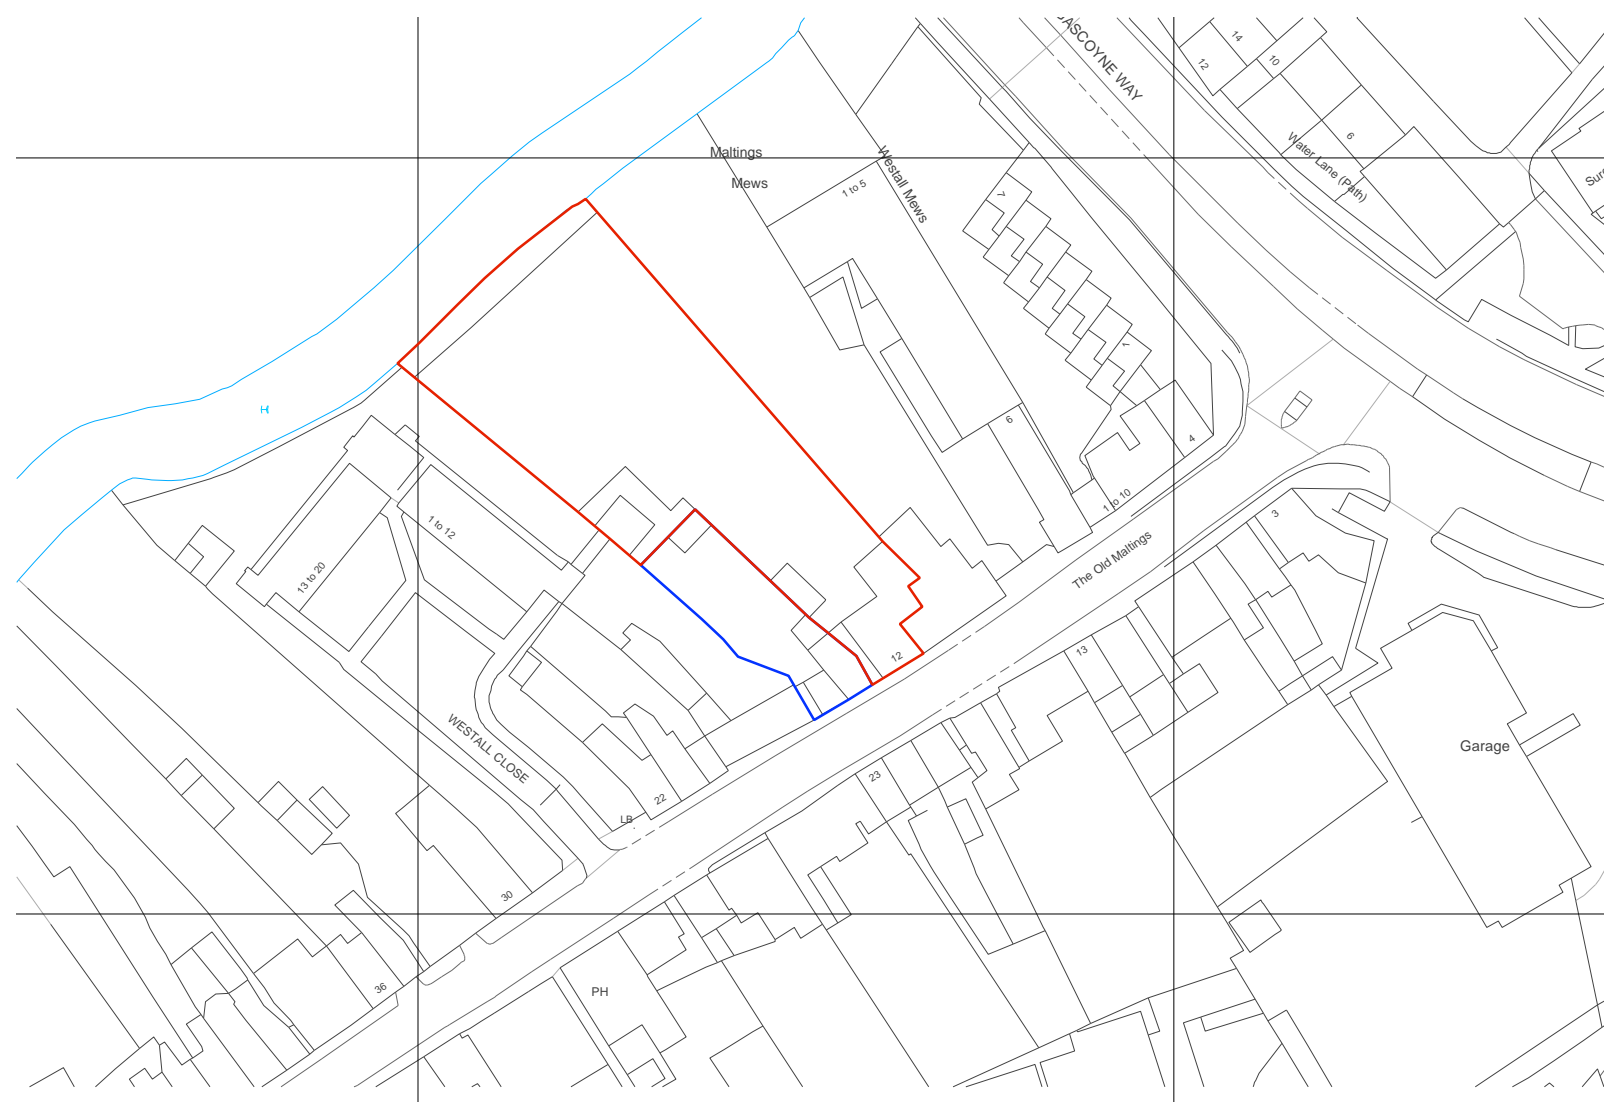 GASCOYNE WAY
14
12
10
6
Water Lane (Path)
Maltings
Mews
1 to 5
Westall Mews
7
1
6
4
1 to 10
The Old Maltings
3
1 to 12
13 to 20
12
13
WESTALL CLOSE
22
LB
23
Garage
30
36
PH